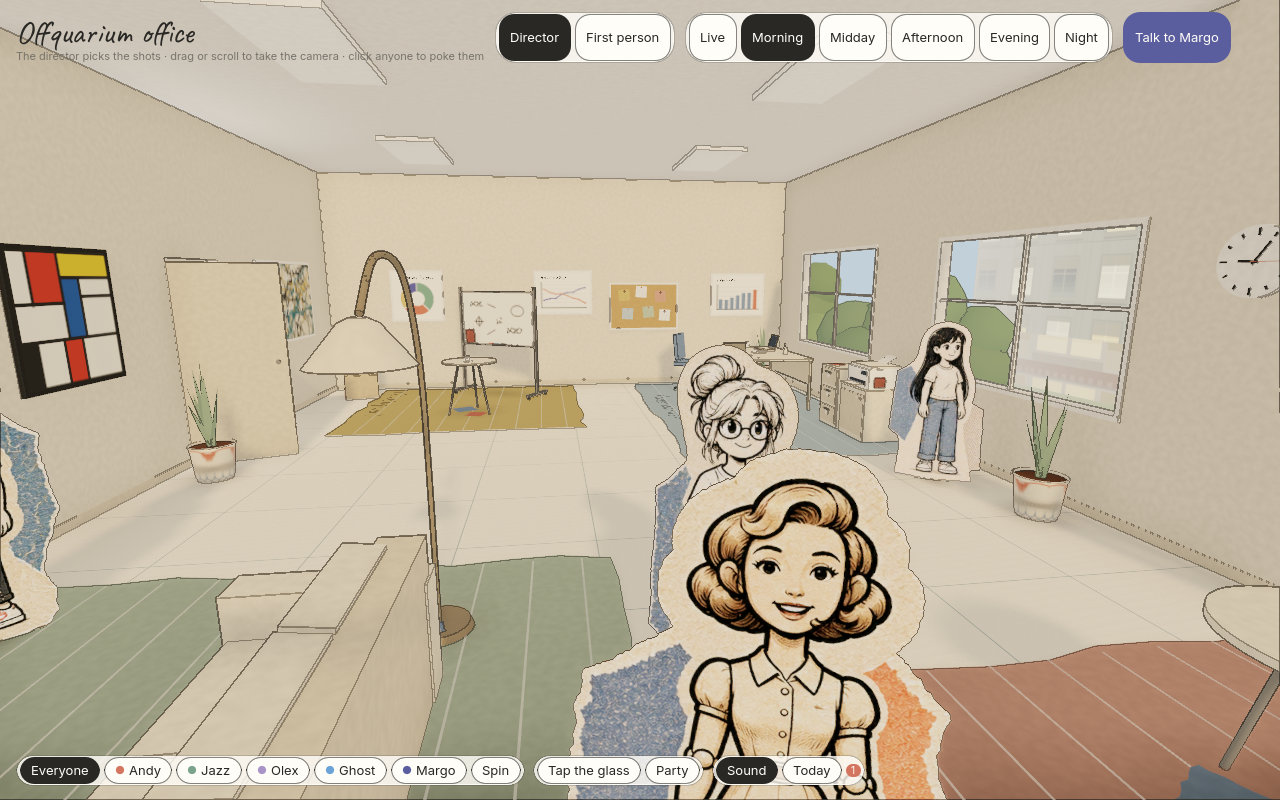 Offquarium office
The director picks the shots · drag or scroll to take the camera · click anyone to poke them
Director
First person
Live
Morning
Midday
Afternoon
Evening
Night
Talk to Margo
Everyone
Andy
Jazz
Olex
Ghost
Margo
Spin
Tap the glass
Party
Sound
Today
!